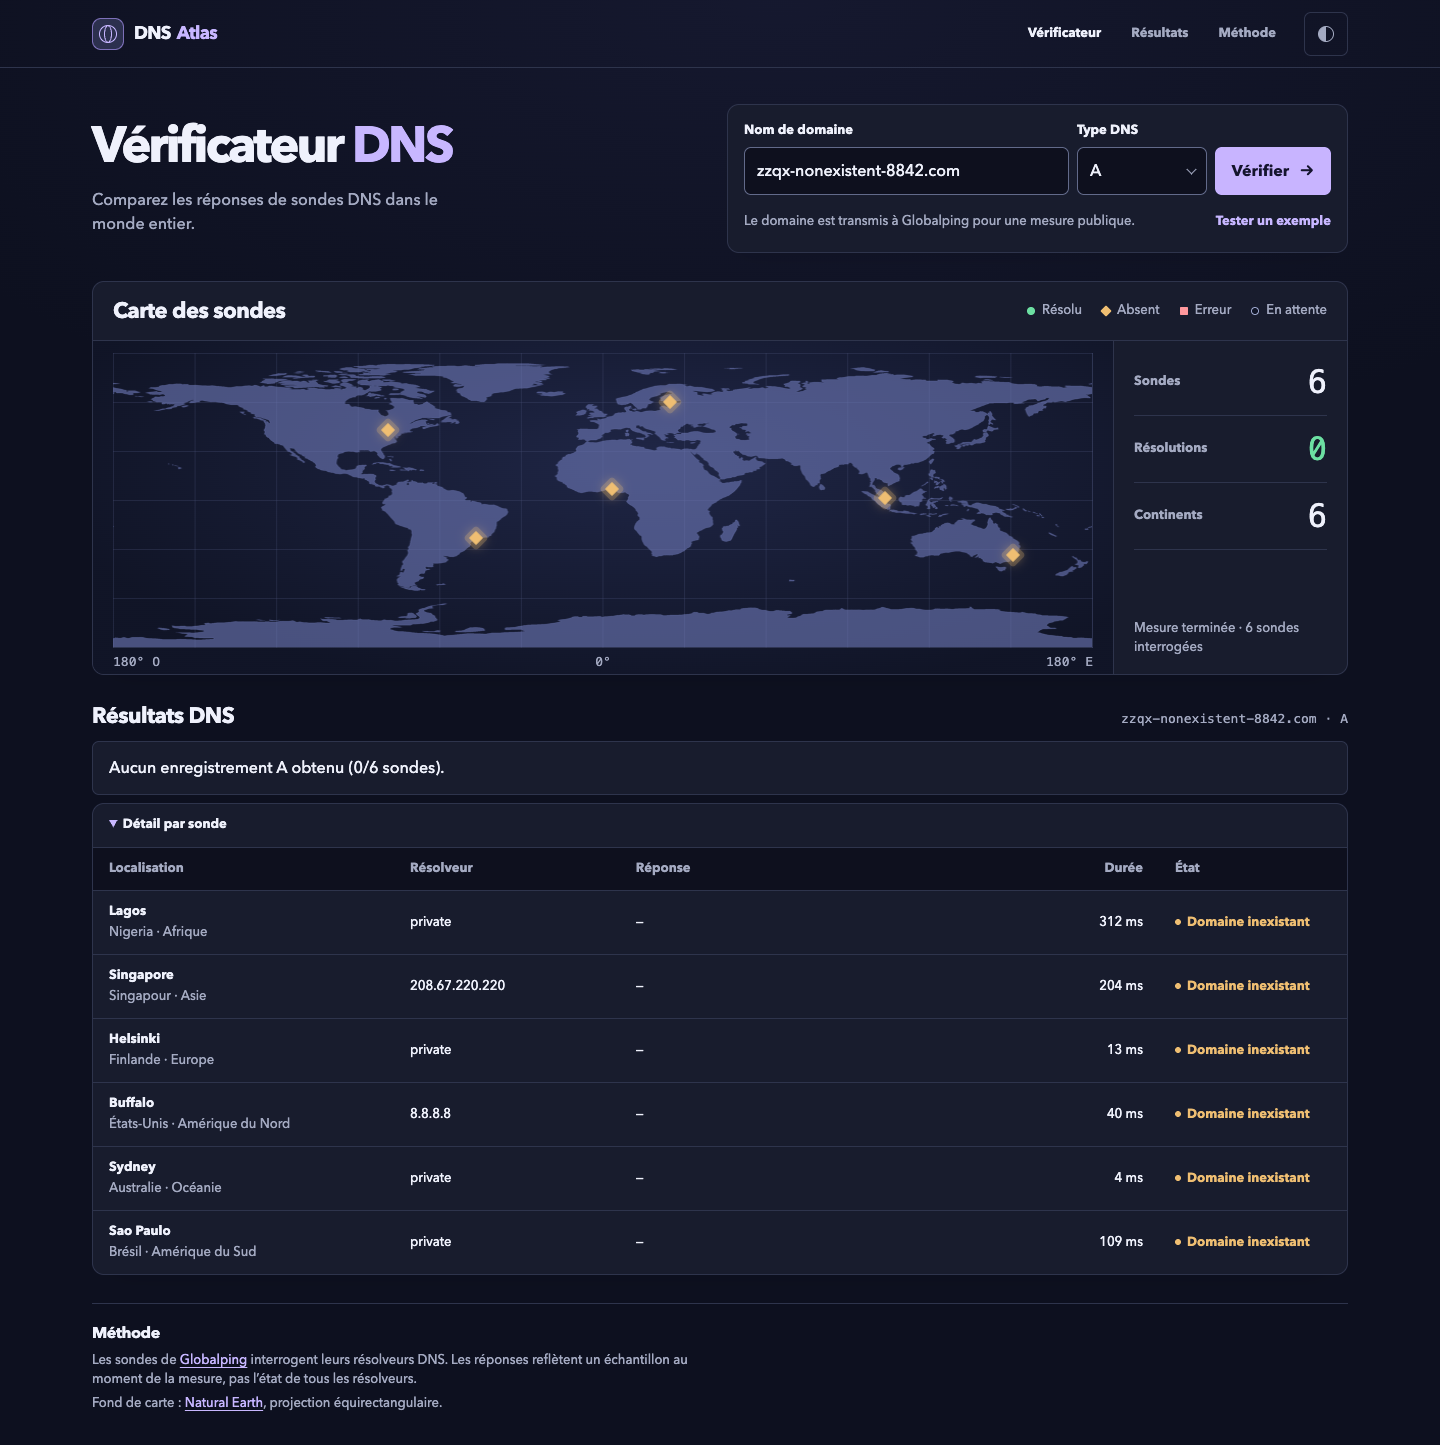 DNS Atlas
Vérificateur
Résultats
Méthode
Vérificateur DNS
Comparez les réponses de sondes DNS dans le
monde entier.
Nom de domaine
Type DNS
zzqx-nonexistent-8842.com
A
Vérifier →
Le domaine est transmis à Globalping pour une mesure publique.
Tester un exemple
Carte des sondes
Résolu
Absent
Erreur
En attente
180° O
0°
180° E
Sondes 6
Résolutions 0
Continents 6
Mesure terminée · 6 sondes
interrogées
Résultats DNS
zzqx-nonexistent-8842.com · A
Aucun enregistrement A obtenu (0/6 sondes).
▼ Détail par sonde
Localisation Résolveur Réponse Durée État
Lagos
Nigeria · Afrique
private – 312 ms Domaine inexistant
Singapore
Singapour · Asie
208.67.220.220 – 204 ms Domaine inexistant
Helsinki
Finlande · Europe
private – 13 ms Domaine inexistant
Buffalo
États-Unis · Amérique du Nord
8.8.8.8 – 40 ms Domaine inexistant
Sydney
Australie · Océanie
private – 4 ms Domaine inexistant
Sao Paulo
Brésil · Amérique du Sud
private – 109 ms Domaine inexistant
Méthode
Les sondes de Globalping interrogent leurs résolveurs DNS. Les réponses reflètent un échantillon au
moment de la mesure, pas l’état de tous les résolveurs.
Fond de carte : Natural Earth, projection équirectangulaire.